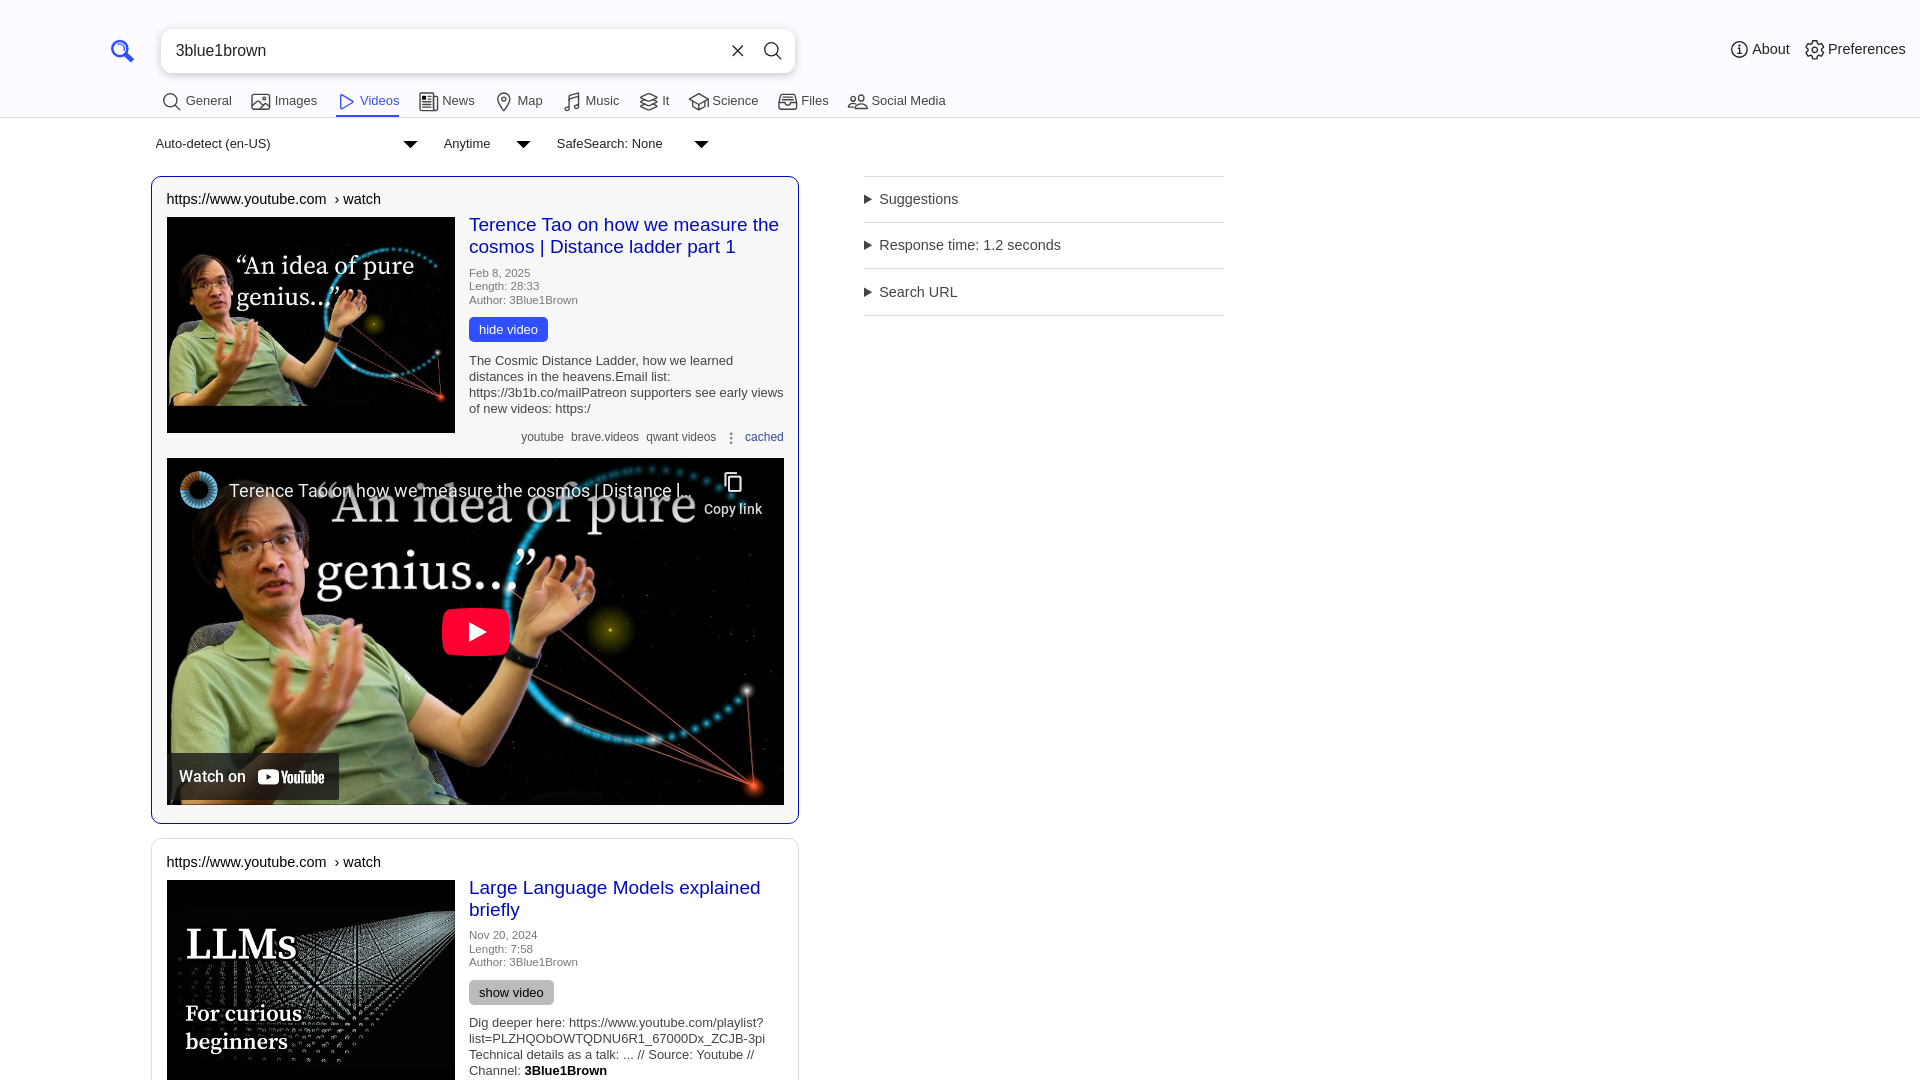 3blue1brown
About
Preferences
General
Images
Videos
News
Map
Music
It
Science
Files
Social Media
Auto-detect (en-US)
Anytime
SafeSearch: None
https://www.youtube.com › watch
“An idea of pure
genius...”
Terence Tao on how we measure the
cosmos | Distance ladder part 1
Feb 8, 2025
Length: 28:33
Author: 3Blue1Brown
hide video
The Cosmic Distance Ladder, how we learned
distances in the heavens.Email list:
https://3b1b.co/mailPatreon supporters see early views
of new videos: https:/
youtube brave.videos qwant videos cached
Terence Tao on how we measure the cosmos | Distance l...
Copy link
“An idea of pure
genius...”
Watch on YouTube
https://www.youtube.com › watch
LLMs
For curious
beginners
Large Language Models explained
briefly
Nov 20, 2024
Length: 7:58
Author: 3Blue1Brown
show video
Dig deeper here: https://www.youtube.com/playlist?
list=PLZHQObOWTQDNU6R1_67000Dx_ZCJB-3pi
Technical details as a talk: ... // Source: Youtube //
Channel: 3Blue1Brown
Suggestions
Response time: 1.2 seconds
Search URL